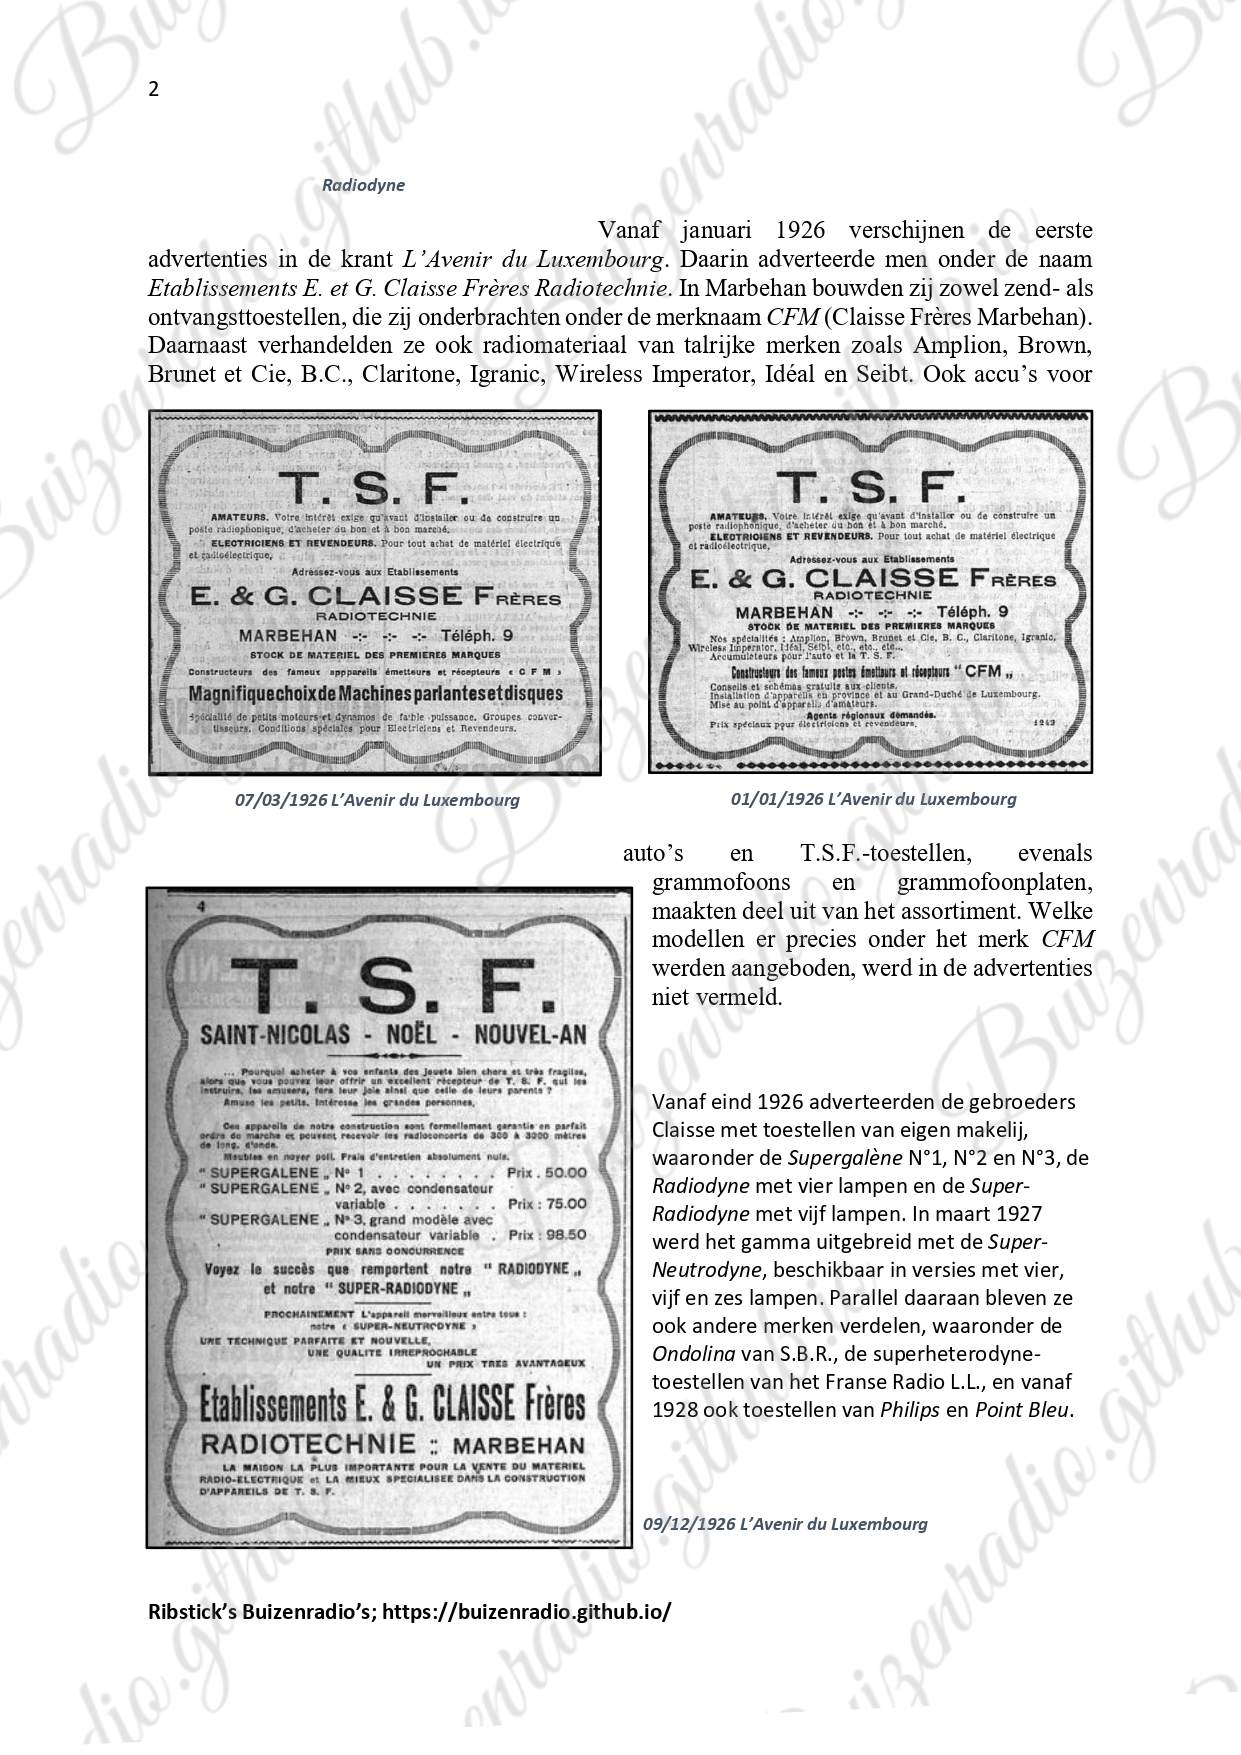 2
Radiodyne
Vanaf januari 1926 verschijnen de eerste
advertenties in de krant L’Avenir du Luxembourg. Daarin adverteerde men onder de naam
Etablissements E. et G. Claisse Frères Radiotechnie. In Marbehan bouwden zij zowel zend- als
ontvangsttoestellen, die zij onderbrachten onder de merknaam CFM (Claisse Frères Marbehan).
Daarnaast verhandelden ze ook radiomateriaal van talrijke merken zoals Amplion, Brown,
Brunet et Cie, B.C., Claritone, Igranic, Wireless Imperator, Idéal en Seibt. Ook accu’s voor
T. S. F.
AMATEURS. Votre intérêt exige qu'avant d'installer ou de construire un
poste radiophonique, d'acheter du bon et à bon marché.
ELECTRICIENS ET REVENDEURS. Pour tout achat de matériel électrique
et radioélectrique,
Adressez-vous aux Etablissements
E. & G. CLAISSE FRÈRES
RADIOTECHNIE
MARBEHAN -:- -:- -:- Téléph. 9
STOCK DE MATERIEL DES PREMIERES MARQUES
Constructeurs des fameux appparells émetteurs et récepteurs « C F M »
Magnifique choix de Machines parlantes et disques
Spécialité de petits moteurs et dynamos de faible puissance. Groupes conver-
tisseurs. Conditions spéciales pour Electriciens et Revendeurs.
07/03/1926 L’Avenir du Luxembourg
T. S. F.
AMATEURS. Votre intérêt exige qu'avant d'installer ou de construire un
poste radiophonique, d'acheter du bon et à bon marché.
ELECTRICIENS ET REVENDEURS. Pour tout achat de matériel électrique
et radioélectrique,
Adressez-vous aux Etablissements
E. & G. CLAISSE FRÈRES
RADIOTECHNIE
MARBEHAN -:- -:- -:- Téléph. 9
STOCK DE MATERIEL DES PREMIERES MARQUES
Nos spécialités : Amplion, Brown, Brunet et Cie, B. C., Claritone, Igranic,
Wireless Imperator, Idéal, Seibt, etc., etc., etc...
Accumulateurs pour l'auto et la T. S. F.
Constructeurs des fameux postes émetteurs et récepteurs “ CFM „
Conseils et schémas gratuits aux clients.
Installation d'appareils en province et au Grand-Duché de Luxembourg.
Mise au point d'appareils d'amateurs.
Agents régionaux demandés.
Prix spéciaux pour électriciens et revendeurs. 1242
01/01/1926 L’Avenir du Luxembourg
auto’s en T.S.F.-toestellen, evenals
grammofoons en grammofoonplaten,
maakten deel uit van het assortiment. Welke
modellen er precies onder het merk CFM
werden aangeboden, werd in de advertenties
niet vermeld.
4
T. S. F.
SAINT-NICOLAS - NOËL - NOUVEL-AN
... Pourquoi acheter à vos enfants des jouets bien chers et très fragiles,
alors que vous pouvez leur offrir un excellent récepteur de T. S. F. qui les
instruira, les amusera, fera leur joie ainsi que celle de leurs parents ?
Amuse les petits. Intéresse les grandes personnes.
Ces appareils de notre construction sont formellement garantis en parfait
ordre de marche et peuvent recevoir les radioconcerts de 300 à 3000 mètres
de long. d'onde.
Meubles en noyer poli. Frais d'entretien absolument nuls.
“ SUPERGALENE „ N° 1 . . . . . . . . Prix . 50.00
“ SUPERGALENE „ N° 2, avec condensateur
variable . . . . . . . Prix : 75.00
“ SUPERGALENE „ N° 3, grand modèle avec
condensateur variable . Prix : 98.50
PRIX SANS CONCURRENCE
Voyez le succès que remportent notre “ RADIODYNE „
et notre “ SUPER-RADIODYNE „
PROCHAINEMENT L'appareil merveilleux entre tous :
notre « SUPER-NEUTRODYNE »
UNE TECHNIQUE PARFAITE ET NOUVELLE,
UNE QUALITE IRREPROCHABLE
UN PRIX TRES AVANTAGEUX
Etablissements E. & G. CLAISSE Frères
RADIOTECHNIE :: MARBEHAN
LA MAISON LA PLUS IMPORTANTE POUR LA VENTE DU MATERIEL
RADIO-ELECTRIQUE et LA MIEUX SPECIALISEE DANS LA CONSTRUCTION
D'APPAREILS DE T. S. F.
Vanaf eind 1926 adverteerden de gebroeders
Claisse met toestellen van eigen makelij,
waaronder de Supergalène N°1, N°2 en N°3, de
Radiodyne met vier lampen en de Super-
Radiodyne met vijf lampen. In maart 1927
werd het gamma uitgebreid met de Super-
Neutrodyne, beschikbaar in versies met vier,
vijf en zes lampen. Parallel daaraan bleven ze
ook andere merken verdelen, waaronder de
Ondolina van S.B.R., de superheterodyne-
toestellen van het Franse Radio L.L., en vanaf
1928 ook toestellen van Philips en Point Bleu.
09/12/1926 L’Avenir du Luxembourg
Ribstick’s Buizenradio’s; https://buizenradio.github.io/
Buizenradio.github.io